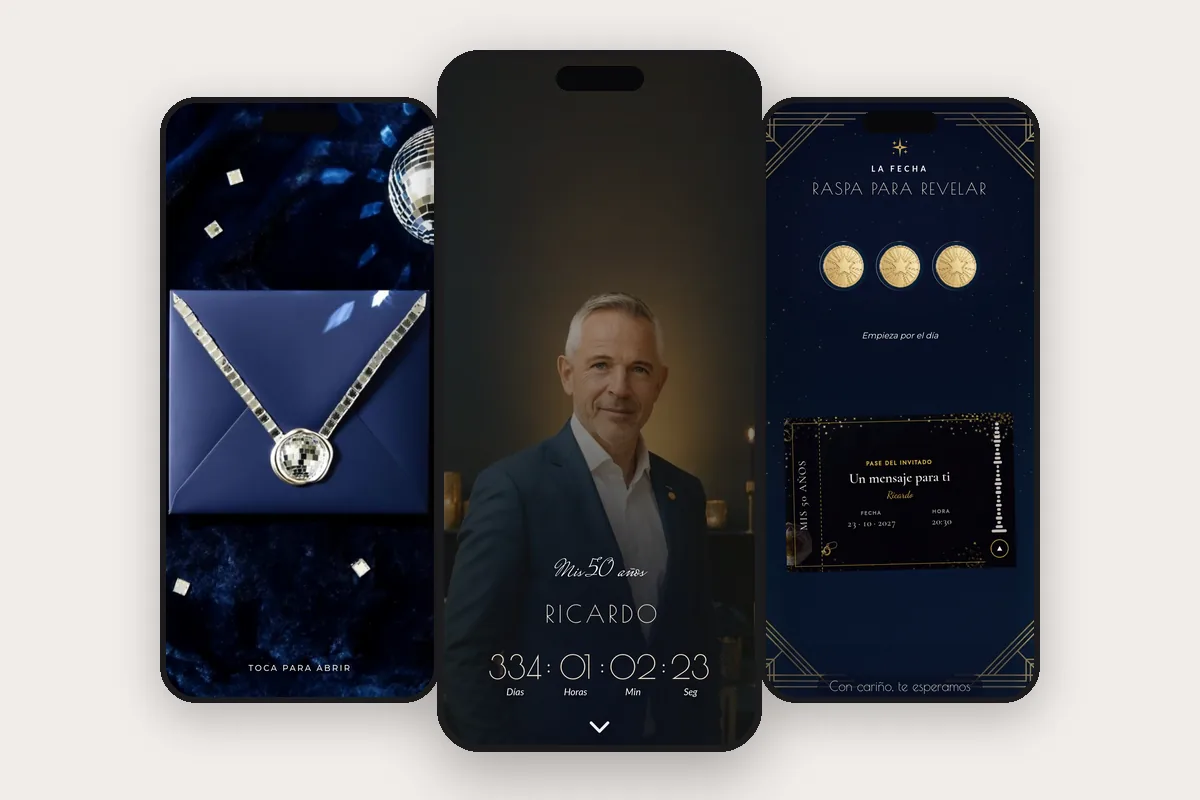 TOCA PARA ABRIR
Mis 50 años
RICARDO
334 : 01 : 02 : 23
Días Horas Min Seg
LA FECHA
RASPA PARA REVELAR
Empieza por el día
MIS 50 AÑOS
PASE DEL INVITADO
Un mensaje para ti
Ricardo
FECHA HORA
23 · 10 · 2027 20:30
Con cariño, te esperamos